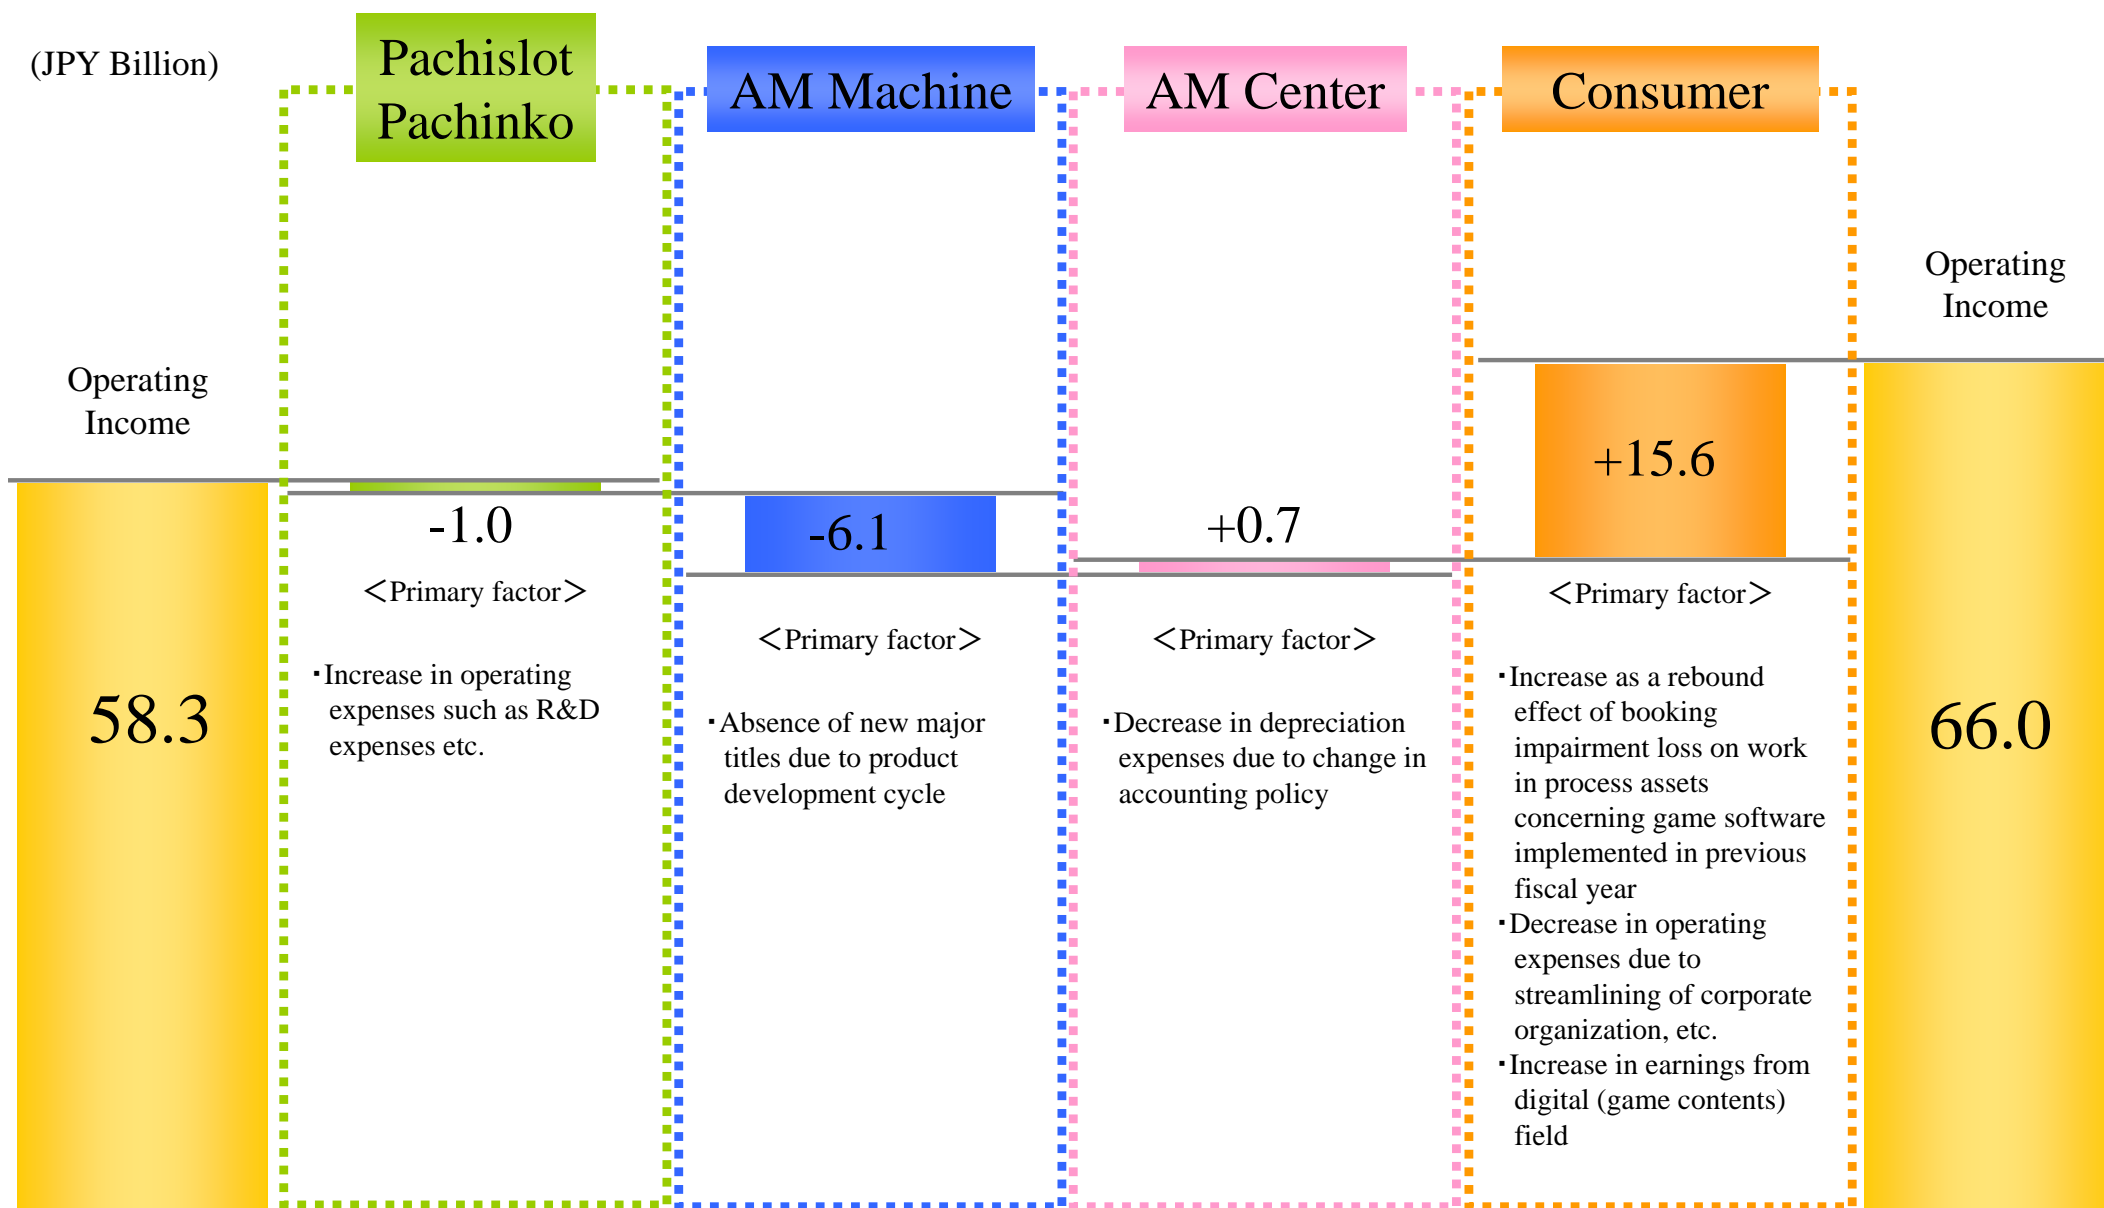 (JPY Billion)
Pachislot
Pachinko
AM Machine
AM Center
Consumer
Operating
Income
58.3
-1.0
＜Primary factor＞
・Increase in operating
expenses such as R&D
expenses etc.
-6.1
＜Primary factor＞
・Absence of new major
titles due to product
development cycle
+0.7
＜Primary factor＞
・Decrease in depreciation
expenses due to change in
accounting policy
+15.6
＜Primary factor＞
・Increase as a rebound
effect of booking
impairment loss on work
in process assets
concerning game software
implemented in previous
fiscal year
・Decrease in operating
expenses due to
streamlining of corporate
organization, etc.
・Increase in earnings from
digital (game contents)
field
Operating
Income
66.0